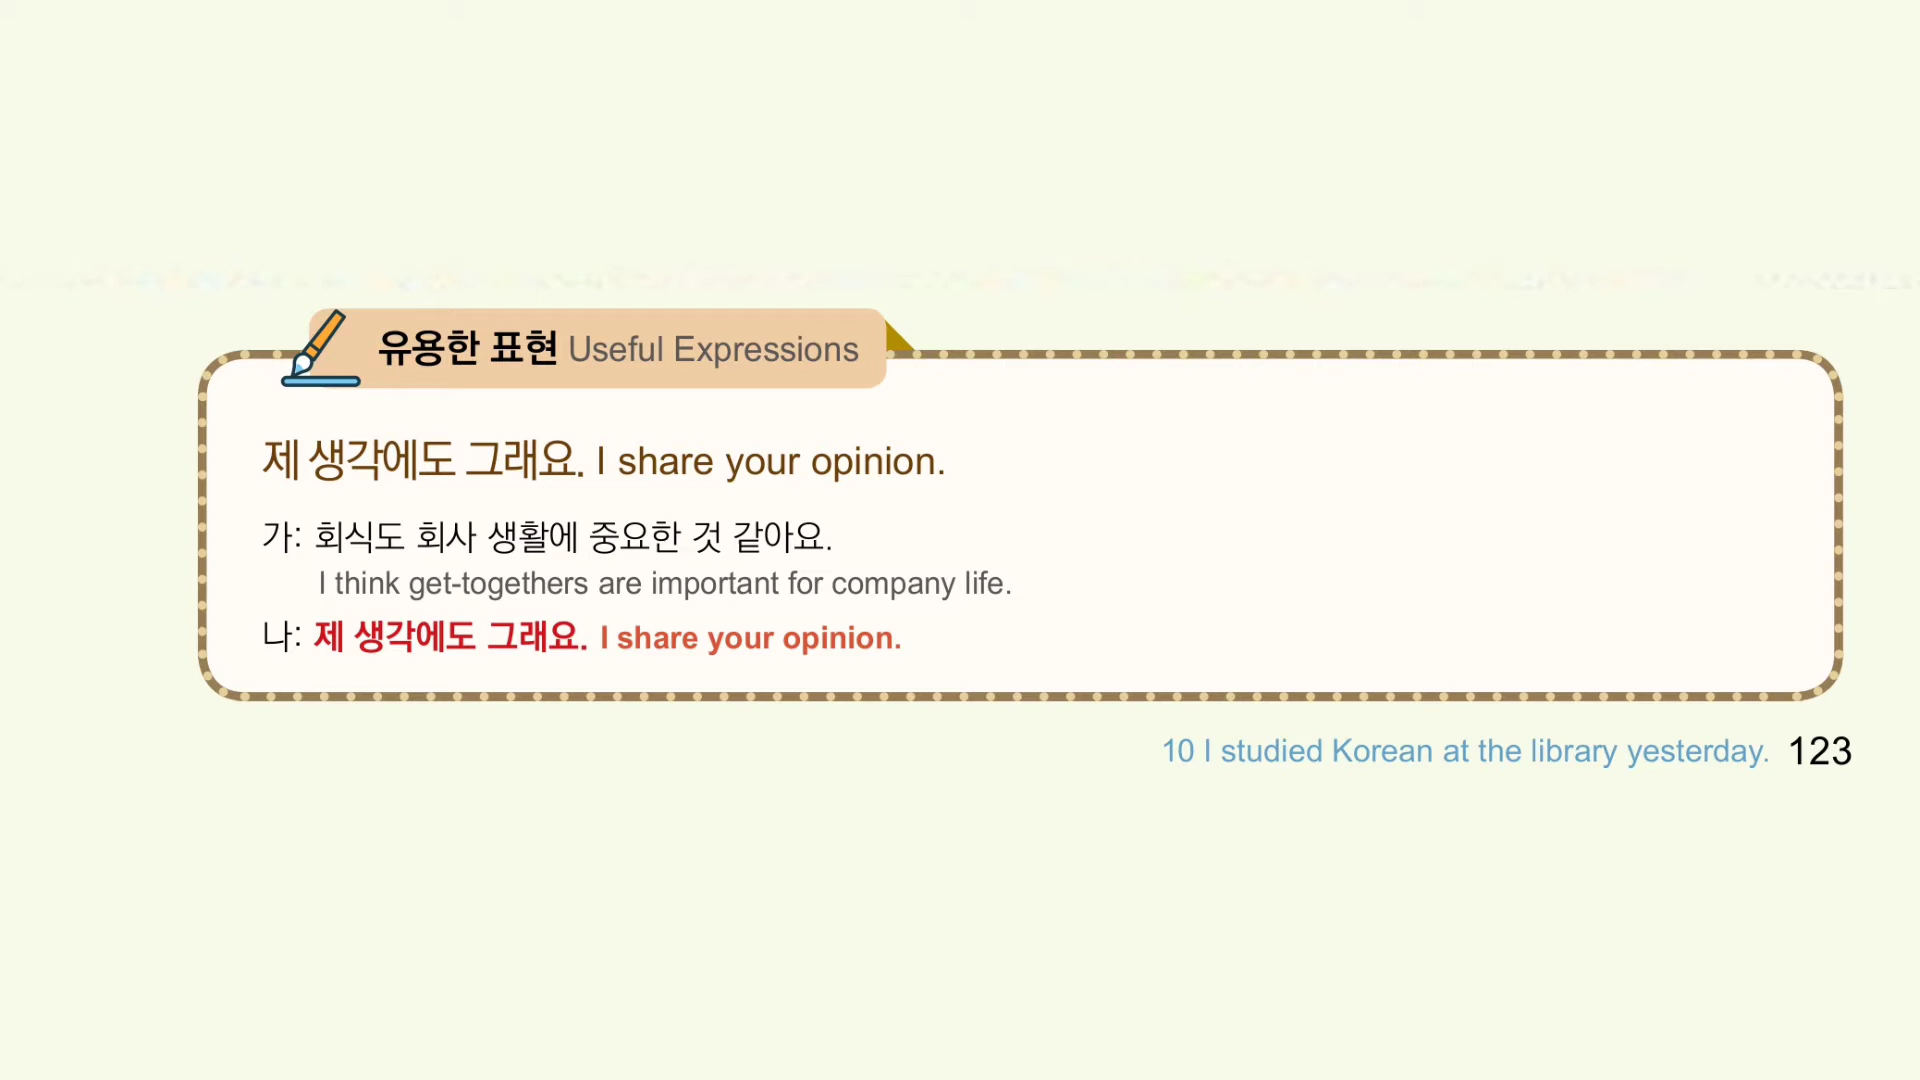 유용한 표현 Useful Expressions
제 생각에도 그래요. I share your opinion.
가: 회식도 회사 생활에 중요한 것 같아요.
I think get-togethers are important for company life.
나: 제 생각에도 그래요. I share your opinion.
10 I studied Korean at the library yesterday. 123